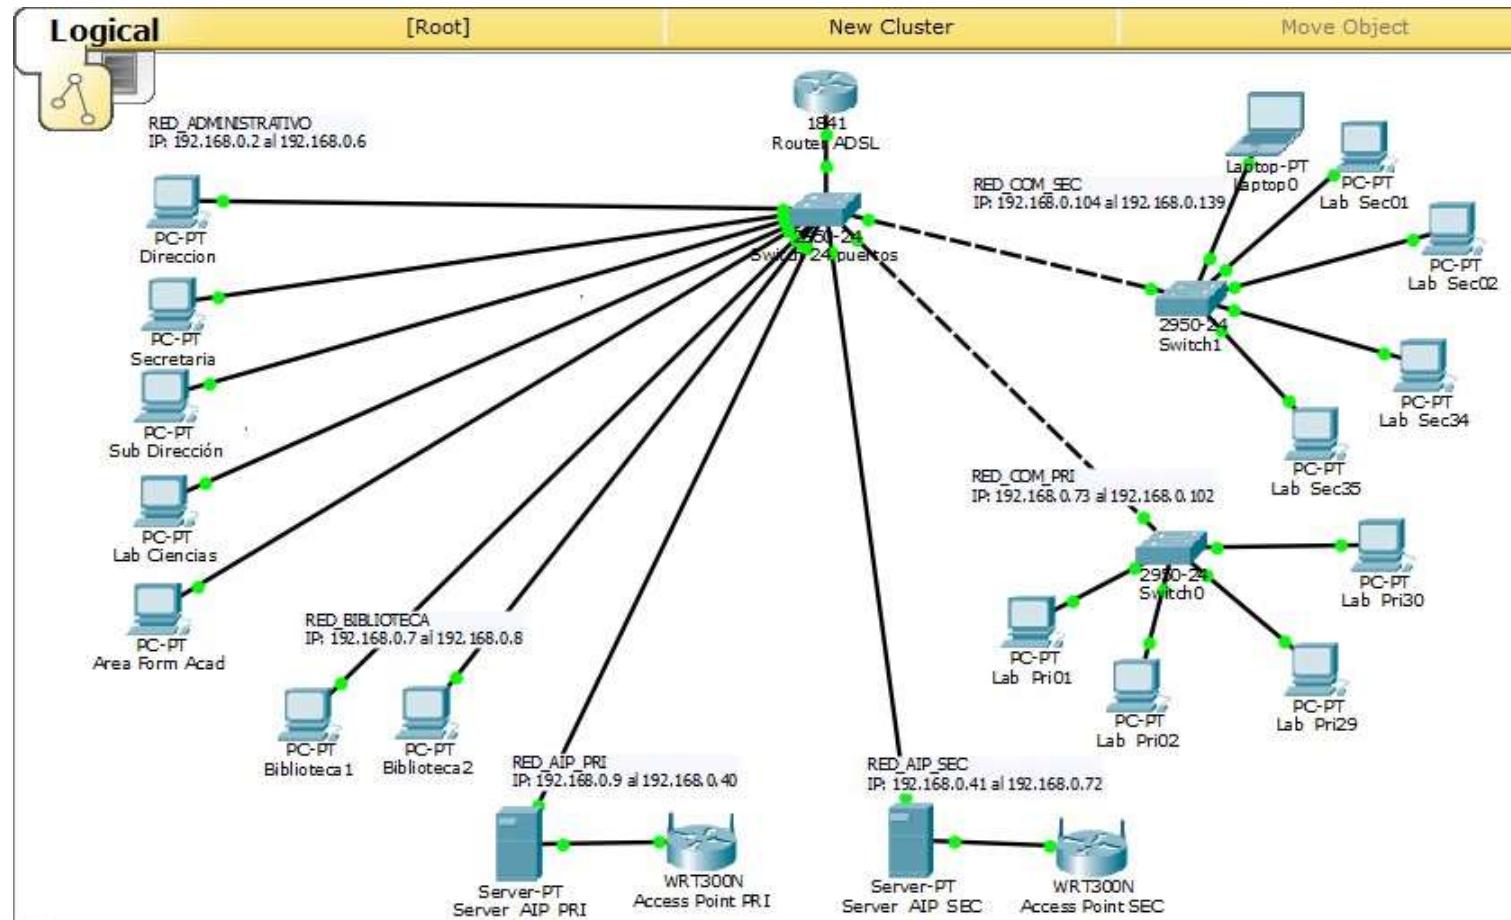 Logical
[Root]
New Cluster
Move Object
RED_ADMINISTRATIVO
IP: 192.168.0.2 al 192.168.0.6
1841
Router ADSL
2950-24
Switch 24 puertos
PC-PT
Direccion
PC-PT
Secretaria
PC-PT
Sub Dirección
PC-PT
Lab Ciencias
PC-PT
Area Form Acad
RED_COM_SEC
IP: 192.168.0.104 al 192.168.0.139
Laptop-PT
Laptop0
PC-PT
Lab Sec01
PC-PT
Lab Sec02
2950-24
Switch1
PC-PT
Lab Sec34
PC-PT
Lab Sec35
RED_COM_PRI
IP: 192.168.0.73 al 192.168.0.102
2950-24
Switch0
PC-PT
Lab Pri30
PC-PT
Lab Pri01
PC-PT
Lab Pri02
PC-PT
Lab Pri29
RED_BIBLIOTECA
IP: 192.168.0.7 al 192.168.0.8
PC-PT
Biblioteca1
PC-PT
Biblioteca2
RED_AIP_PRI
IP: 192.168.0.9 al 192.168.0.40
Server-PT
Server AIP PRI
WRT300N
Access Point PRI
RED_AIP_SEC
IP: 192.168.0.41 al 192.168.0.72
Server-PT
Server AIP SEC
WRT300N
Access Point SEC